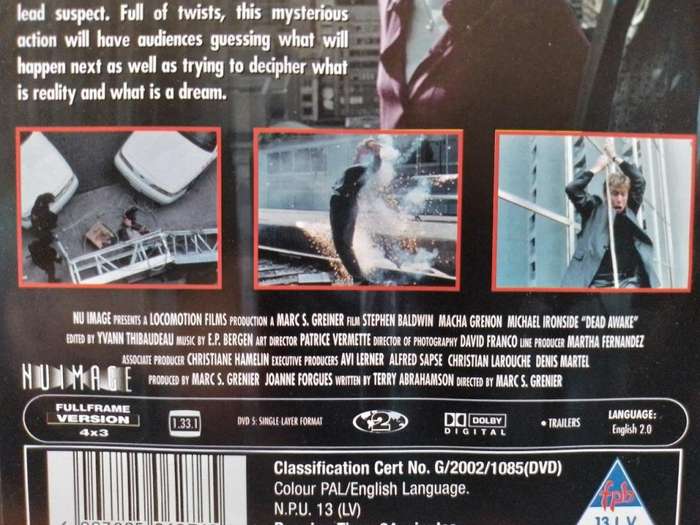 lead suspect. Full of twists, this mysterious
action will have audiences guessing what will
happen next as well as trying to decipher what
is reality and what is a dream.
NU IMAGE PRESENTS A LOCOMOTION FILMS PRODUCTION A MARC S. GREINER FILM STEPHEN BALDWIN MACHA GRENON MICHAEL IRONSIDE "DEAD AWAKE"
EDITED BY YVANN THIBAUDEAU MUSIC BY E.P. BERGEN ART DIRECTOR PATRICE VERMETTE DIRECTOR OF PHOTOGRAPHY DAVID FRANCO LINE PRODUCER MARTHA FERNANDEZ
ASSOCIATE PRODUCER CHRISTIANE HAMELIN EXECUTIVE PRODUCERS AVI LERNER ALFRED SAPSE CHRISTIAN LAROUCHE DENIS MARTEL
NU IMAGE PRODUCED BY MARC S. GRENIER JOANNE FORGUES WRITTEN BY TERRY ABRAHAMSON DIRECTED BY MARC S. GRENIER
FULLFRAME
VERSION
4x3
1.33.1
DVD 5: SINGLE-LAYER FORMAT
2
DOLBY
DIGITAL
• TRAILERS
LANGUAGE:
English 2.0
Classification Cert No. G/2002/1085(DVD)
Colour PAL/English Language.
N.P.U. 13 (LV)
fpb
13 L V